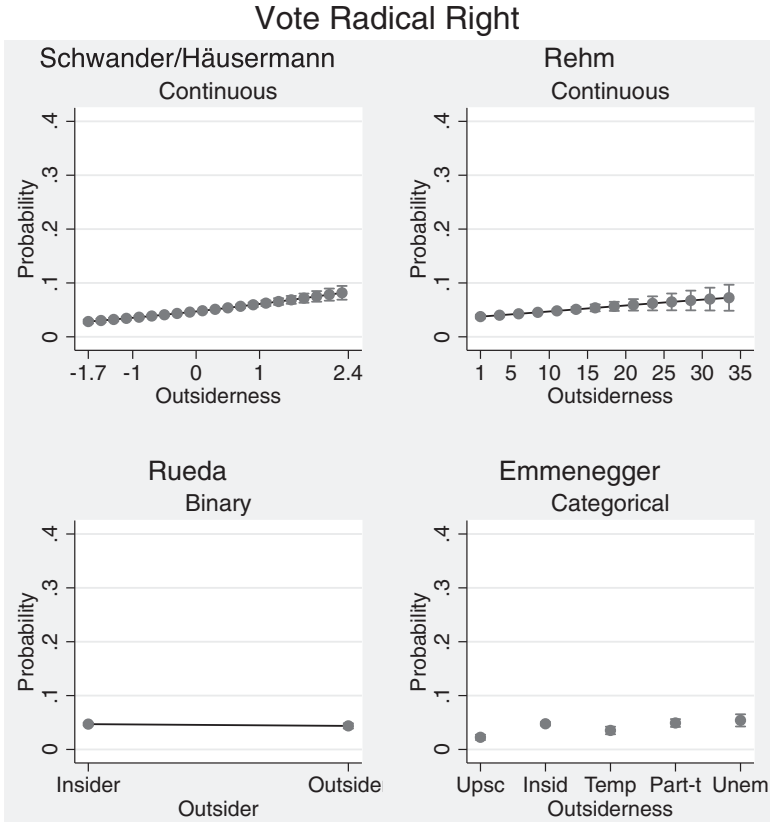 Vote Radical Right
Schwander/Häusermann
Continuous
Probability
.4
.3
.2
.1
0
-1.7 -1 0 1 2.4
Outsiderness
Rehm
Continuous
Probability
.4
.3
.2
.1
0
1 5 10 15 20 25 30 35
Outsiderness
Rueda
Binary
Probability
.4
.3
.2
.1
0
Insider Outside
Outsider
Emmenegger
Categorical
Probability
.4
.3
.2
.1
0
Upsc Insid Temp Part-t Unem
Outsiderness